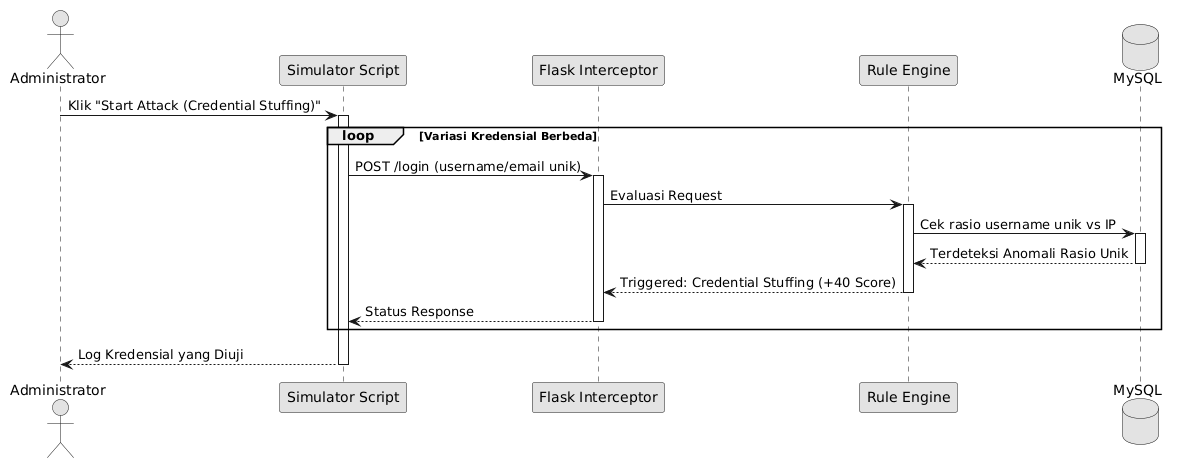 Administrator
Simulator Script
Flask Interceptor
Rule Engine
MySQL
Klik "Start Attack (Credential Stuffing)"
loop
[Variasi Kredensial Berbeda]
POST /login (username/email unik)
Evaluasi Request
Cek rasio username unik vs IP
Terdeteksi Anomali Rasio Unik
Triggered: Credential Stuffing (+40 Score)
Status Response
Log Kredensial yang Diuji
Administrator
Simulator Script
Flask Interceptor
Rule Engine
MySQL